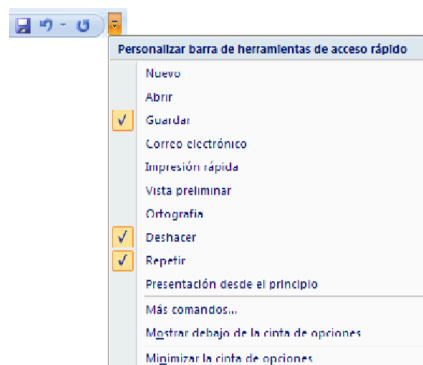 Personalizar barra de herramientas de acceso rápido
Nuevo
Abrir
Guardar
Correo electrónico
Impresión rápida
Vista preliminar
Ortografía
Deshacer
Repetir
Presentación desde el principio
Más comandos...
Mostrar debajo de la cinta de opciones
Minimizar la cinta de opciones